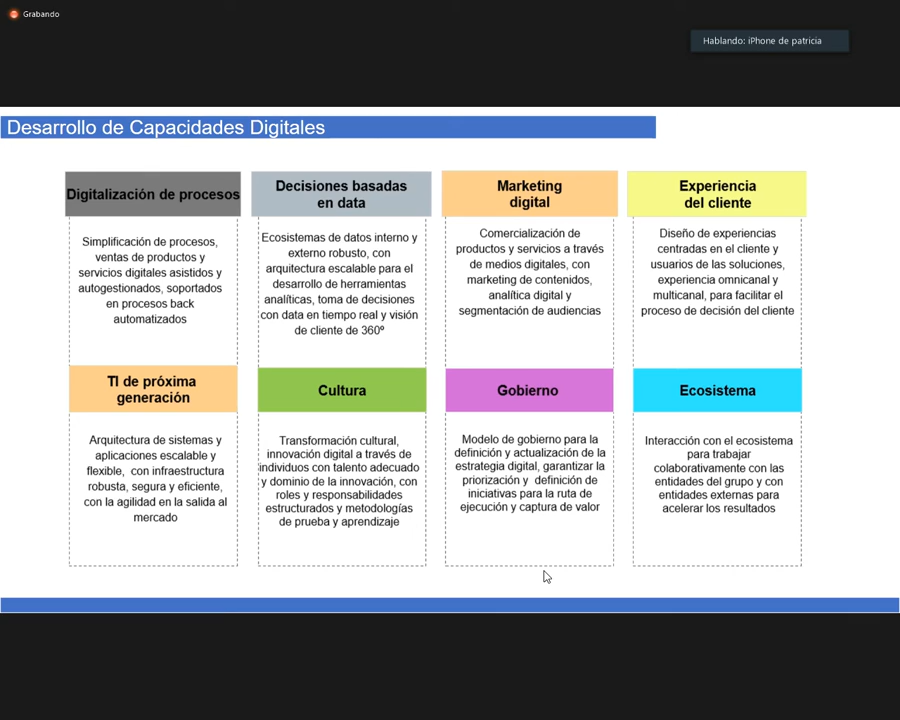 Grabando
Hablando: iPhone de patricia
Desarrollo de Capacidades Digitales
Digitalización de procesos
Simplificación de procesos,
ventas de productos y
servicios digitales asistidos y
autogestionados, soportados
en procesos back
automatizados
Decisiones basadas
en data
Ecosistemas de datos interno y
externo robusto, con
arquitectura escalable para el
desarrollo de herramientas
analíticas, toma de decisiones
con data en tiempo real y visión
de cliente de 360º
Marketing
digital
Comercialización de
productos y servicios a través
de medios digitales, con
marketing de contenidos,
analítica digital y
segmentación de audiencias
Experiencia
del cliente
Diseño de experiencias
centradas en el cliente y
usuarios de las soluciones,
experiencia omnicanal y
multicanal, para facilitar el
proceso de decisión del cliente
TI de próxima
generación
Arquitectura de sistemas y
aplicaciones escalable y
flexible, con infraestructura
robusta, segura y eficiente,
con la agilidad en la salida al
mercado
Cultura
Transformación cultural,
innovación digital a través de
individuos con talento adecuado
y dominio de la innovación, con
roles y responsabilidades
estructurados y metodologías
de prueba y aprendizaje
Gobierno
Modelo de gobierno para la
definición y actualización de la
estrategia digital, garantizar la
priorización y definición de
iniciativas para la ruta de
ejecución y captura de valor
Ecosistema
Interacción con el ecosistema
para trabajar
colaborativamente con las
entidades del grupo y con
entidades externas para
acelerar los resultados